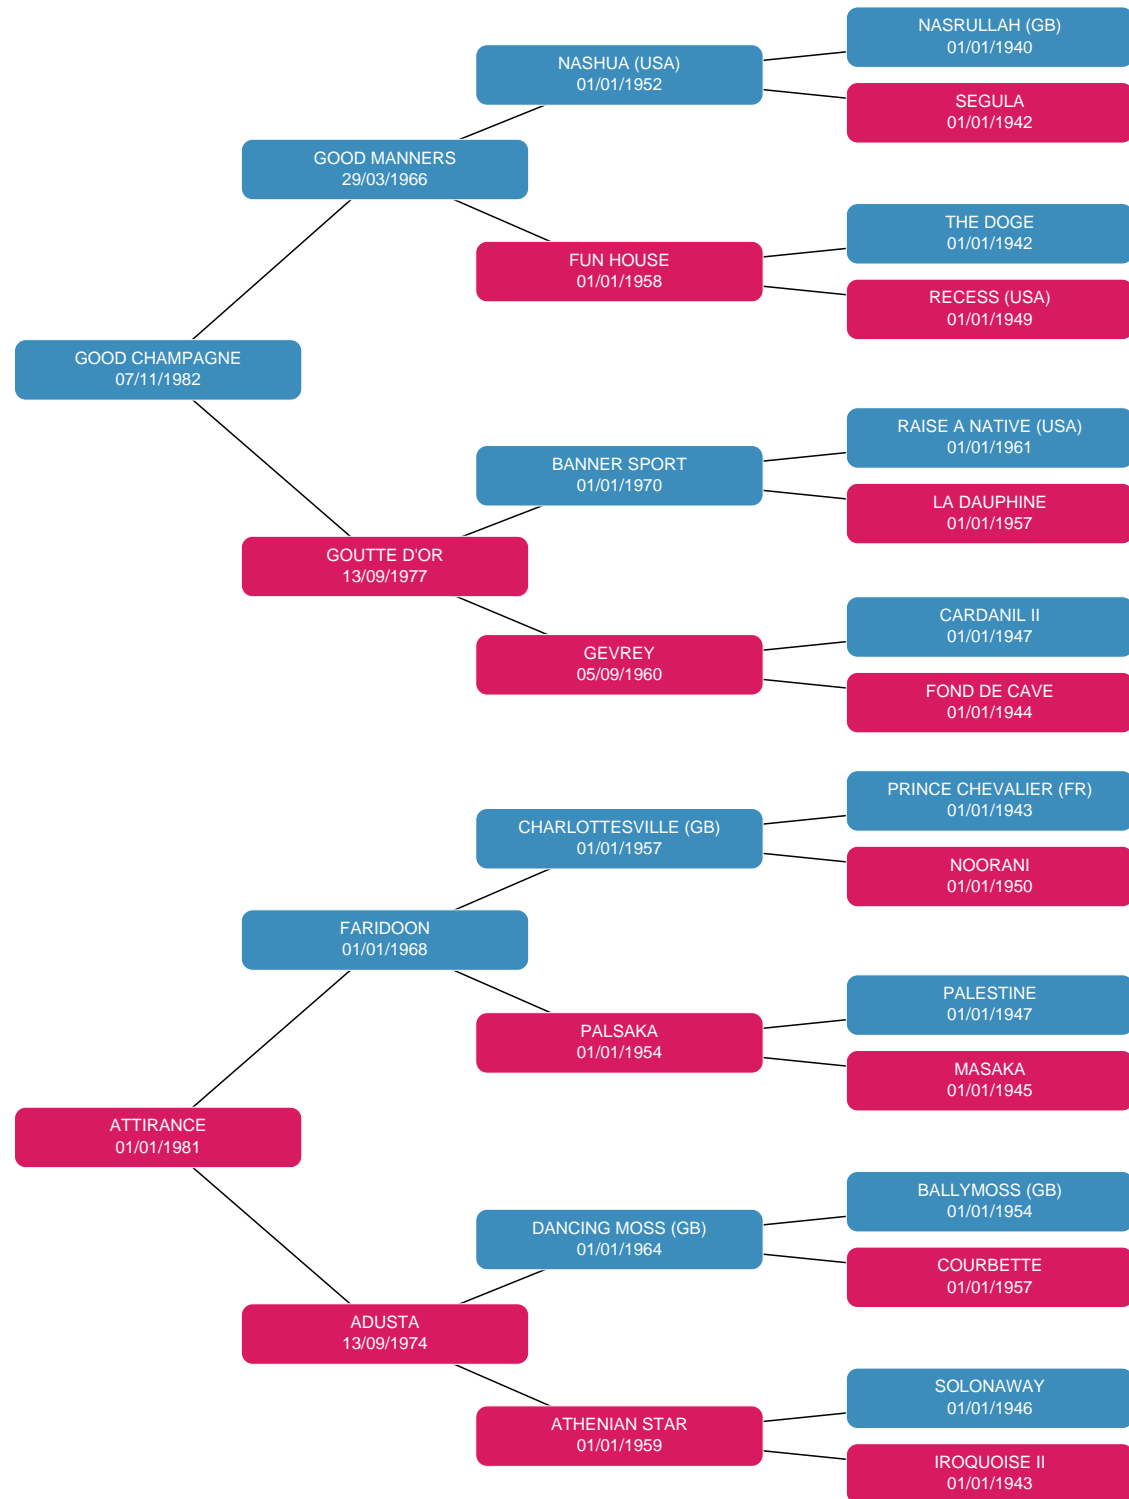 NASRULLAH (GB)
01/01/1940
NASHUA (USA)
01/01/1952
SEGULA
01/01/1942
GOOD MANNERS
29/03/1966
THE DOGE
01/01/1942
FUN HOUSE
01/01/1958
RECESS (USA)
01/01/1949
GOOD CHAMPAGNE
07/11/1982
RAISE A NATIVE (USA)
01/01/1961
BANNER SPORT
01/01/1970
LA DAUPHINE
01/01/1957
GOUTTE D'OR
13/09/1977
CARDANIL II
01/01/1947
GEVREY
05/09/1960
FOND DE CAVE
01/01/1944
PRINCE CHEVALIER (FR)
01/01/1943
CHARLOTTESVILLE (GB)
01/01/1957
NOORANI
01/01/1950
FARIDOON
01/01/1968
PALESTINE
01/01/1947
PALSAKA
01/01/1954
MASAKA
01/01/1945
ATTIRANCE
01/01/1981
BALLYMOSS (GB)
01/01/1954
DANCING MOSS (GB)
01/01/1964
COURBETTE
01/01/1957
ADUSTA
13/09/1974
SOLONAWAY
01/01/1946
ATHENIAN STAR
01/01/1959
IROQUOISE II
01/01/1943